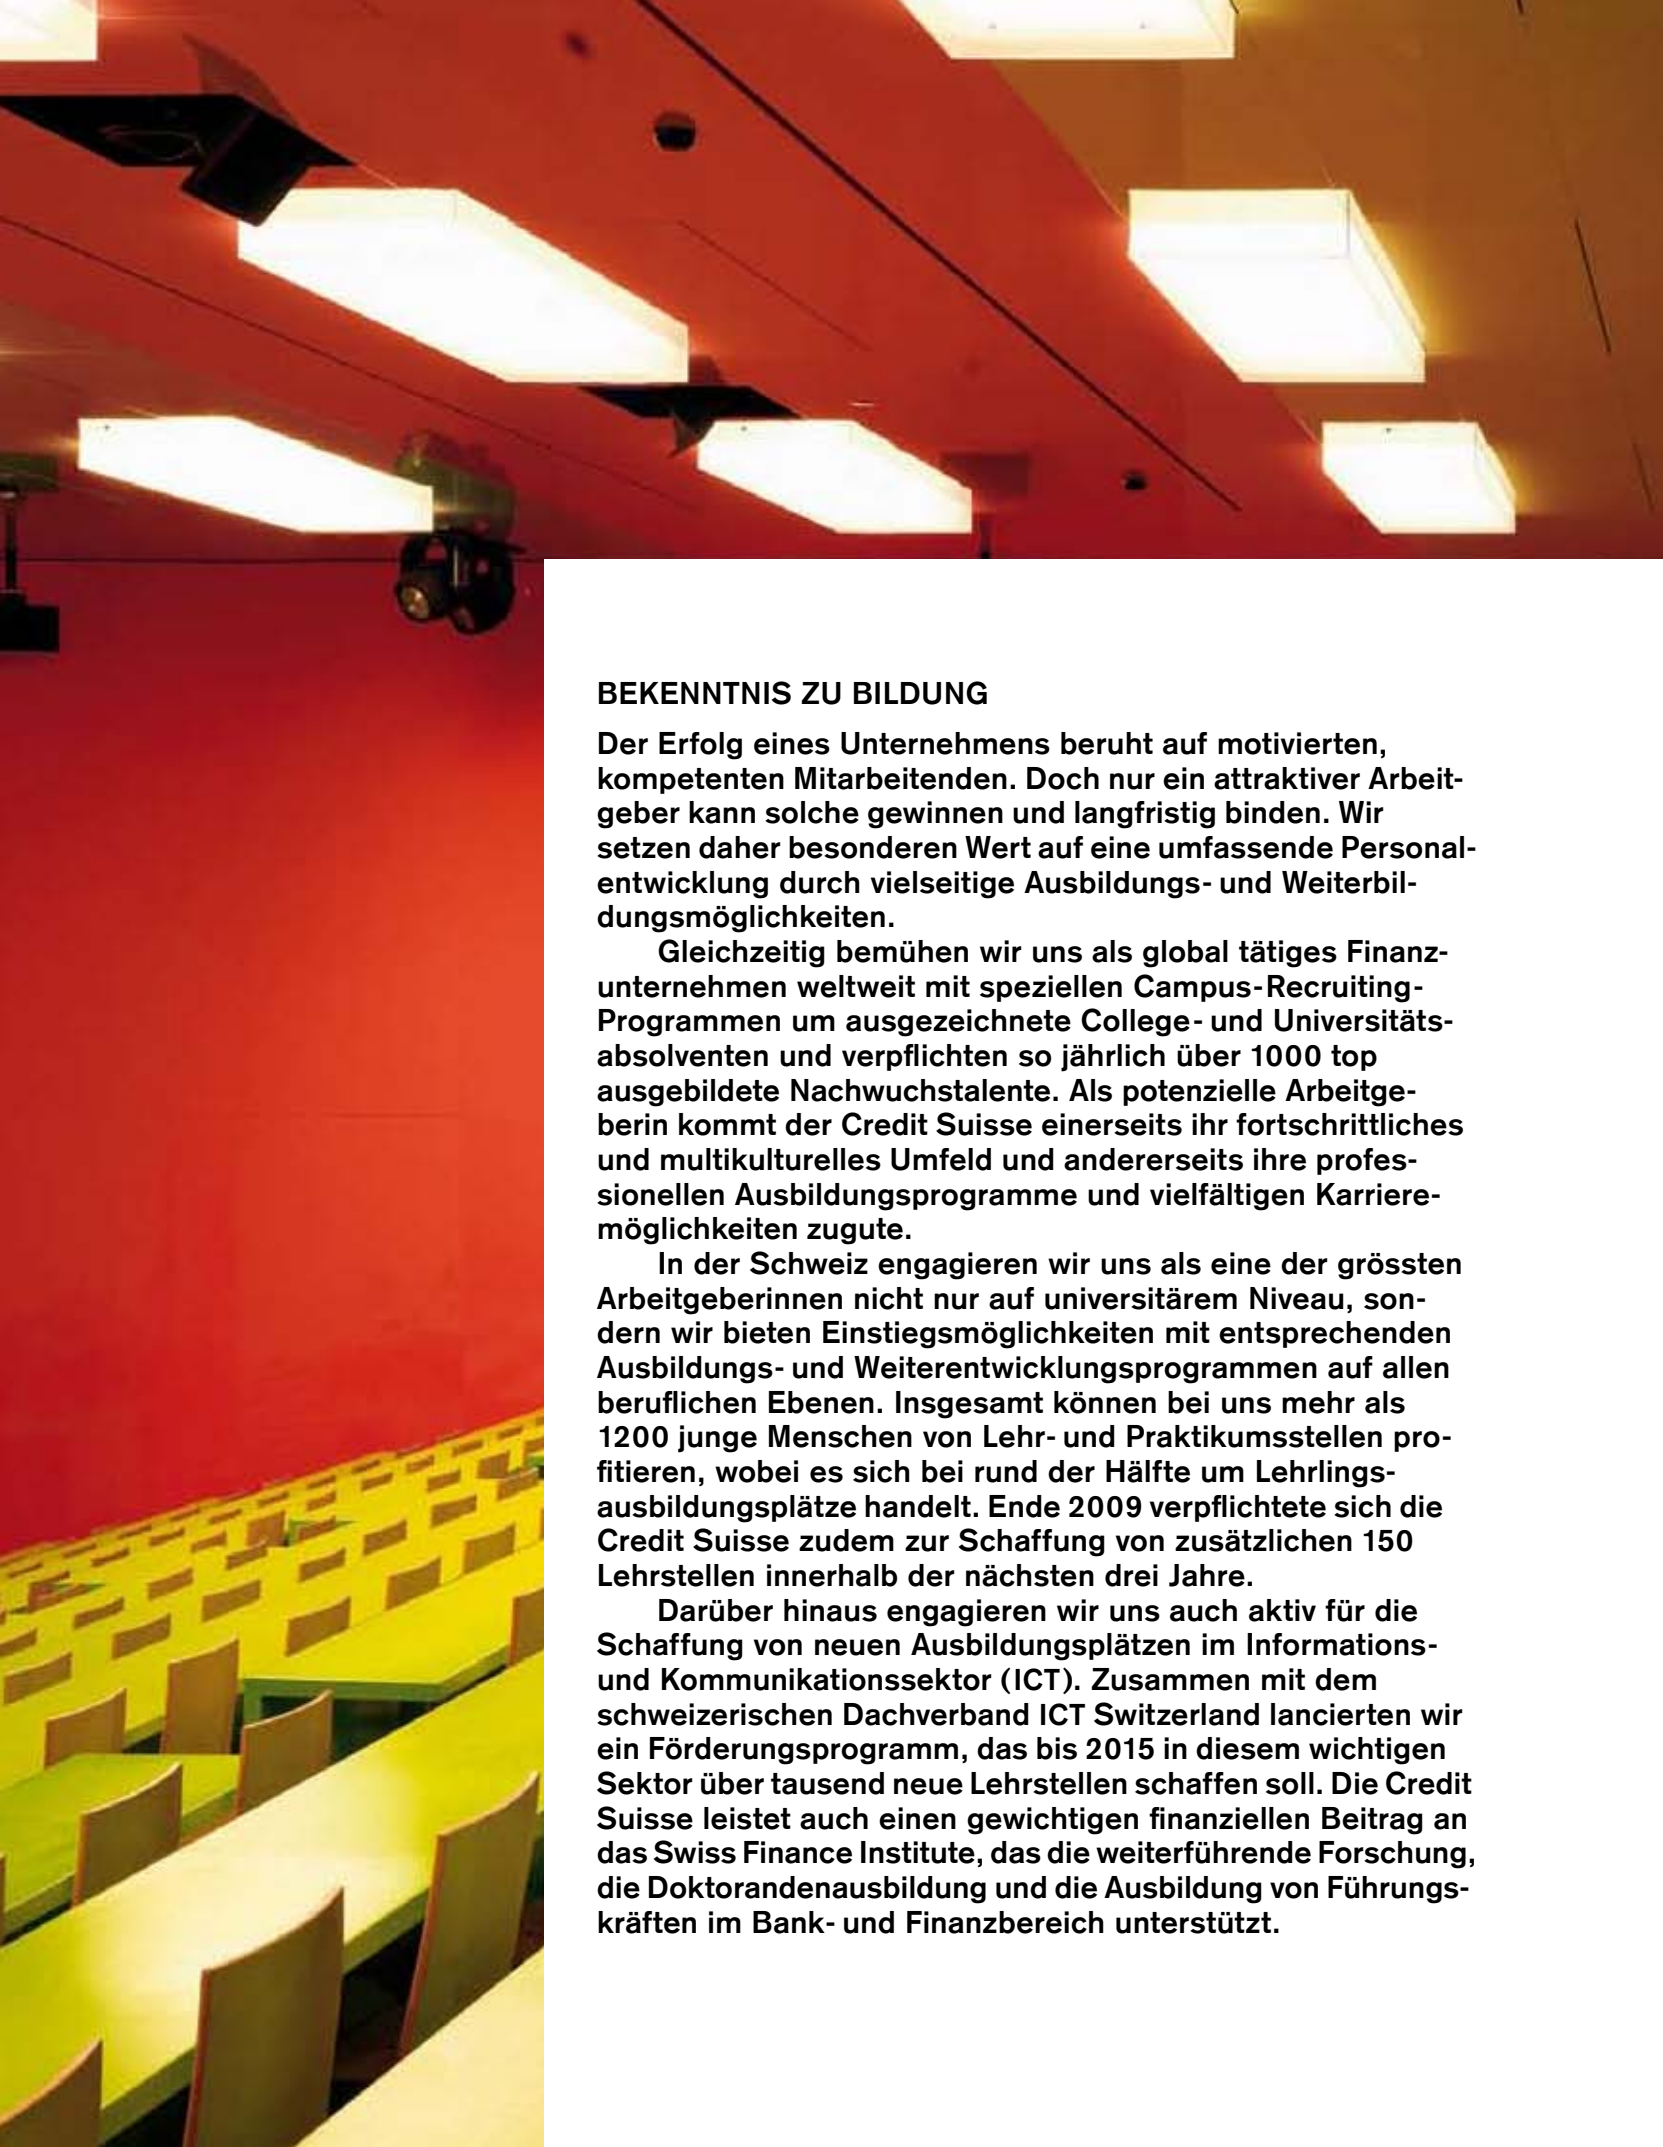 BEKENNTNIS ZU BILDUNG
Der Erfolg eines Unternehmens beruht auf motivierten,
kompetenten Mitarbeitenden. Doch nur ein attraktiver Arbeit-
geber kann solche gewinnen und langfristig binden. Wir
setzen daher besonderen Wert auf eine umfassende Personal-
entwicklung durch vielseitige Ausbildungs- und Weiterbil-
dungsmöglichkeiten.
Gleichzeitig bemühen wir uns als global tätiges Finanz-
unternehmen weltweit mit speziellen Campus-Recruiting-
Programmen um ausgezeichnete College- und Universitäts-
absolventen und verpflichten so jährlich über 1000 top
ausgebildete Nachwuchstalente. Als potenzielle Arbeitge-
berin kommt der Credit Suisse einerseits ihr fortschrittliches
und multikulturelles Umfeld und andererseits ihre profes-
sionellen Ausbildungsprogramme und vielfältigen Karriere-
möglichkeiten zugute.
In der Schweiz engagieren wir uns als eine der grössten
Arbeitgeberinnen nicht nur auf universitärem Niveau, son-
dern wir bieten Einstiegsmöglichkeiten mit entsprechenden
Ausbildungs- und Weiterentwicklungsprogrammen auf allen
beruflichen Ebenen. Insgesamt können bei uns mehr als
1200 junge Menschen von Lehr- und Praktikumsstellen pro-
fitieren, wobei es sich bei rund der Hälfte um Lehrlings-
ausbildungsplätze handelt. Ende 2009 verpflichtete sich die
Credit Suisse zudem zur Schaffung von zusätzlichen 150
Lehrstellen innerhalb der nächsten drei Jahre.
Darüber hinaus engagieren wir uns auch aktiv für die
Schaffung von neuen Ausbildungsplätzen im Informations-
und Kommunikationssektor (ICT). Zusammen mit dem
schweizerischen Dachverband ICT Switzerland lancierten wir
ein Förderungsprogramm, das bis 2015 in diesem wichtigen
Sektor über tausend neue Lehrstellen schaffen soll. Die Credit
Suisse leistet auch einen gewichtigen finanziellen Beitrag an
das Swiss Finance Institute, das die weiterführende Forschung,
die Doktorandenausbildung und die Ausbildung von Führungs-
kräften im Bank- und Finanzbereich unterstützt.